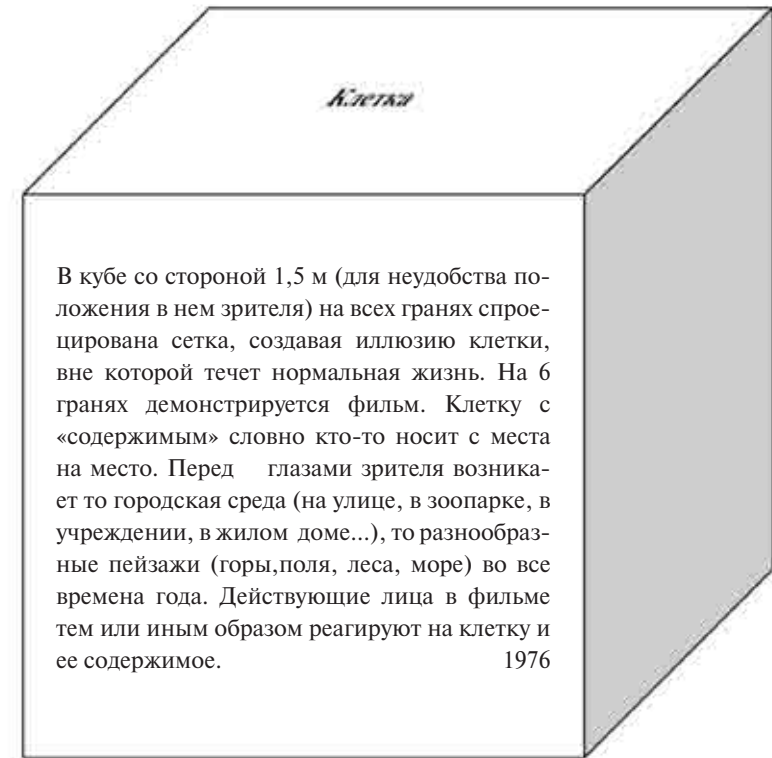 Клетка
В кубе со стороной 1,5 м (для неудобства по-
ложения в нем зрителя) на всех гранях спрое-
цирована сетка, создавая иллюзию клетки,
вне которой течет нормальная жизнь. На 6
гранях демонстрируется фильм. Клетку с
«содержимым» словно кто-то носит с места
на место. Перед глазами зрителя возника-
ет то городская среда (на улице, в зоопарке, в
учреждении, в жилом доме...), то разнообраз-
ные пейзажи (горы,поля, леса, море) во все
времена года. Действующие лица в фильме
тем или иным образом реагируют на клетку и
ее содержимое. 1976